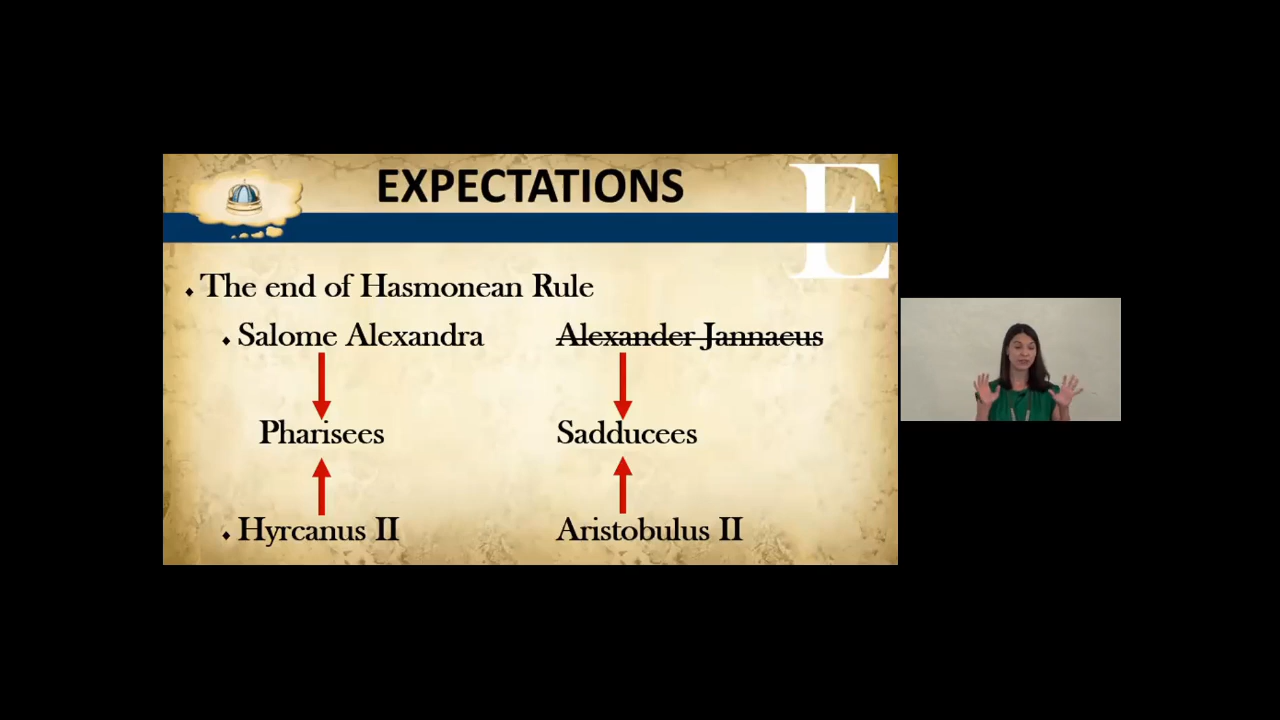 EXPECTATIONS
E
The end of Hasmonean Rule
Salome Alexandra Alexander Jannaeus
Pharisees Sadducees
Hyrcanus II Aristobulus II